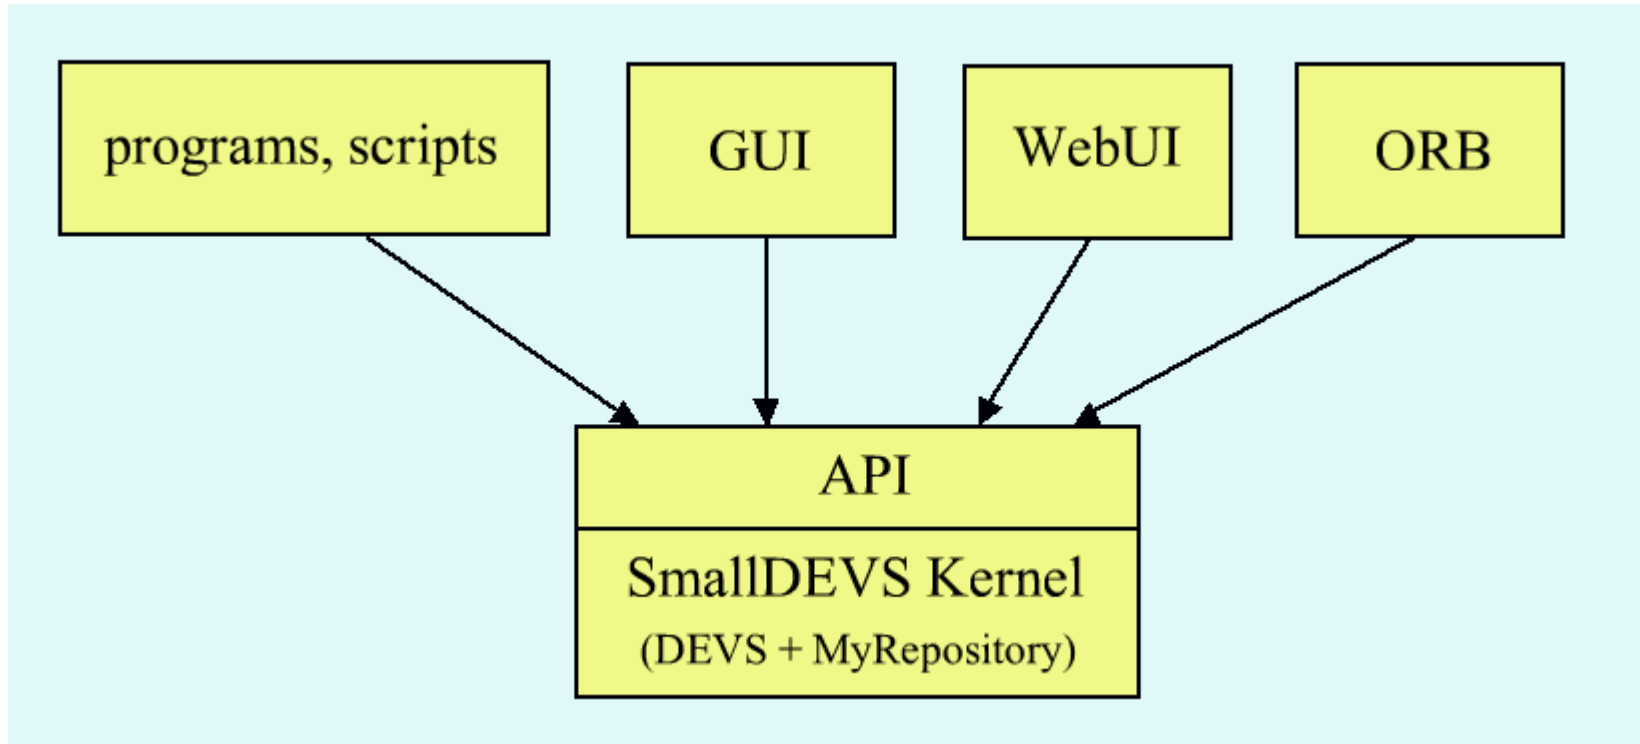 programs, scripts
GUI
WebUI
ORB
API
SmallDEVS Kernel
(DEVS + MyRepository)